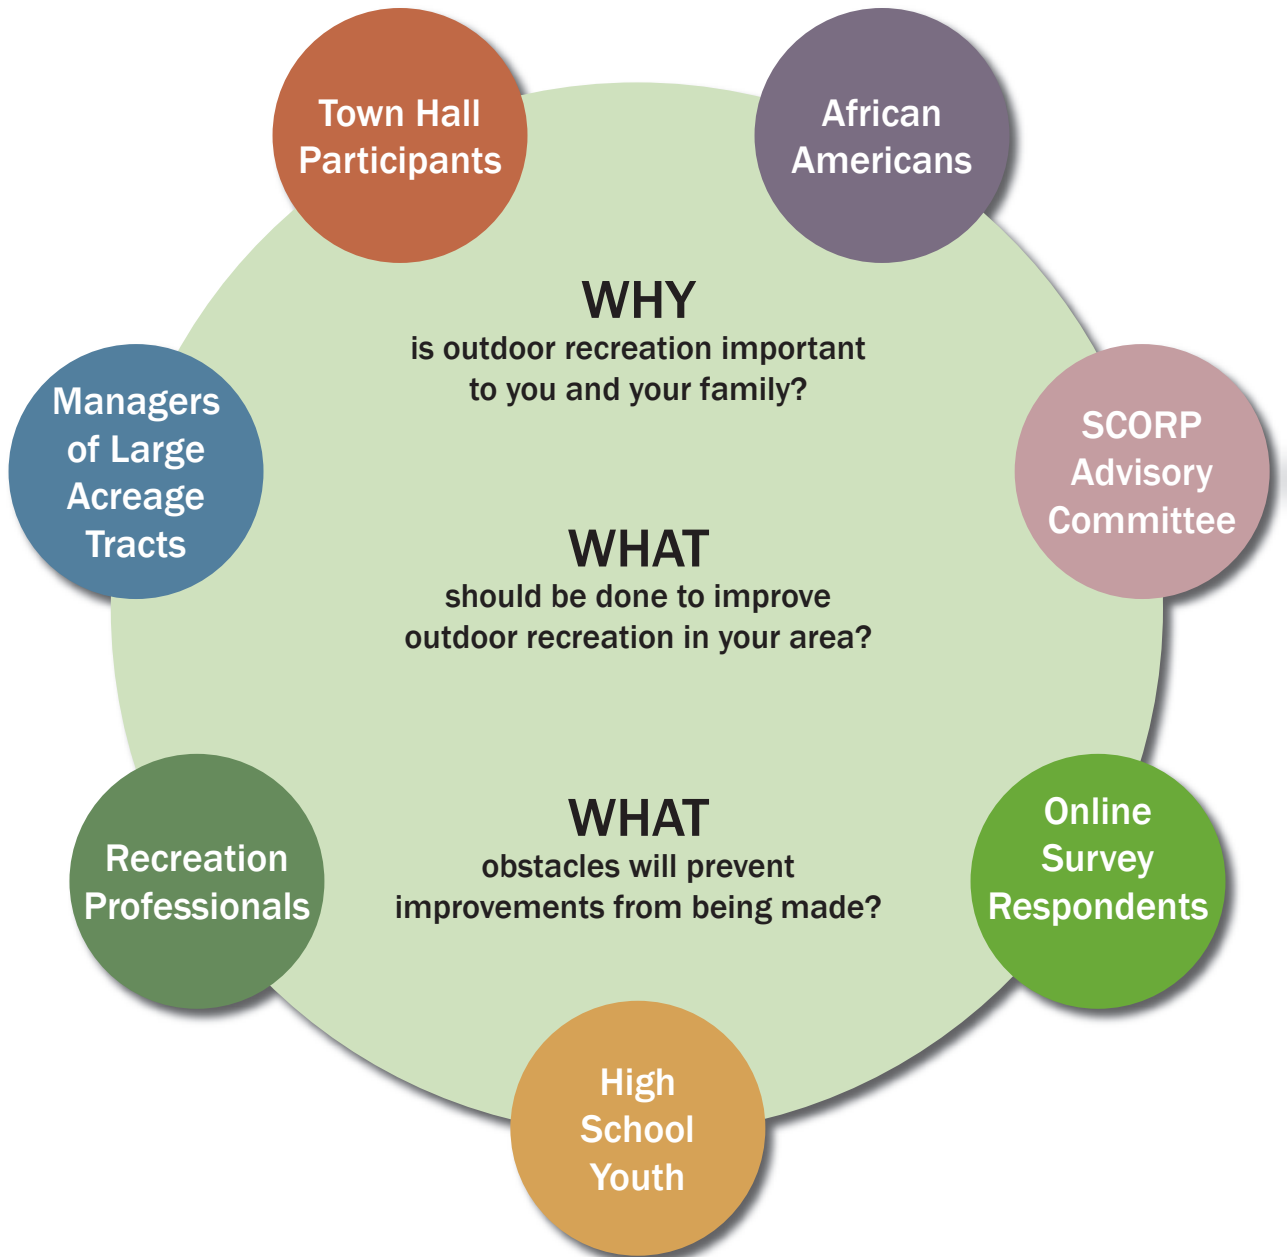 Town Hall
Participants
African
Americans
WHY
is outdoor recreation important
to you and your family?
Managers
of Large
Acreage
Tracts
SCORP
Advisory
Committee
WHAT
should be done to improve
outdoor recreation in your area?
Recreation
Professionals
WHAT
obstacles will prevent
improvements from being made?
Online
Survey
Respondents
High
School
Youth